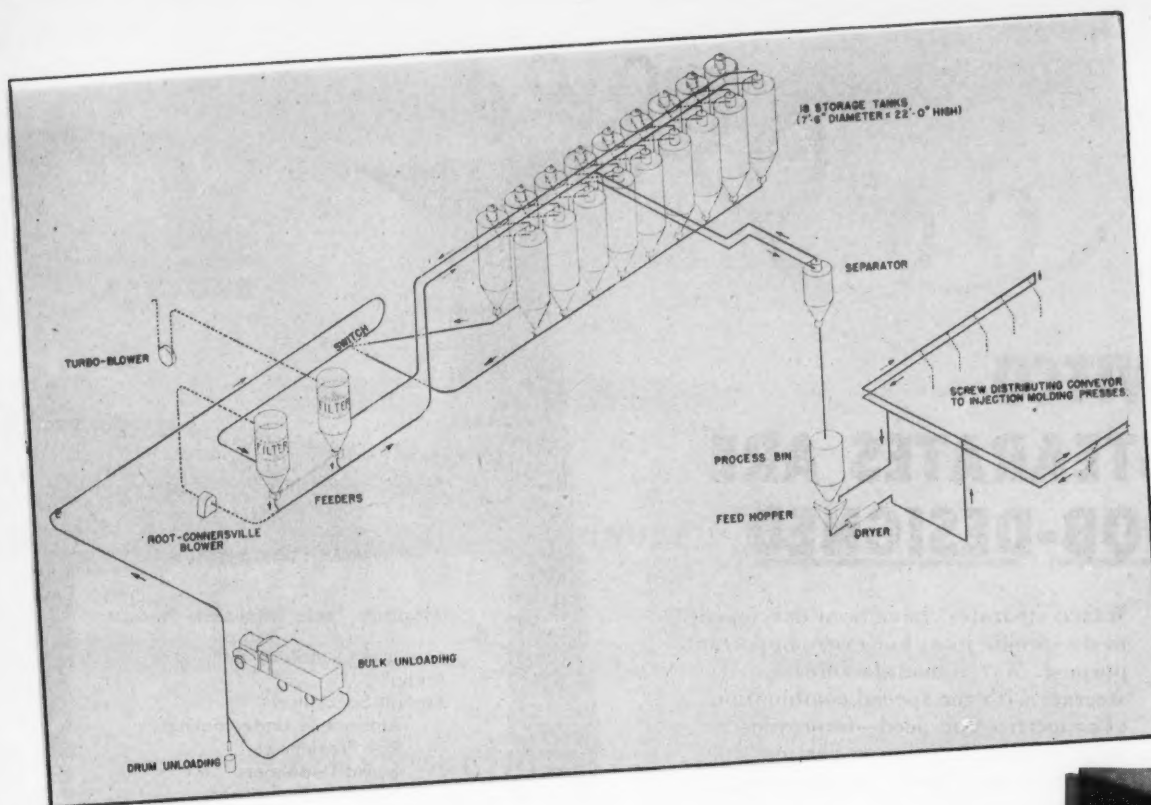 18 STORAGE TANKS
(7'-6" DIAMETER x 22'-0" HIGH)
SEPARATOR
SWITCH
TURBO-BLOWER
SCREW DISTRIBUTING CONVEYOR
TO INJECTION MOLDING PRESSES.
FILTER
FILTER
PROCESS BIN
FEEDERS
FEED HOPPER
DRYER
ROOT-CONNERSVILLE
BLOWER
BULK UNLOADING
DRUM UNLOADING